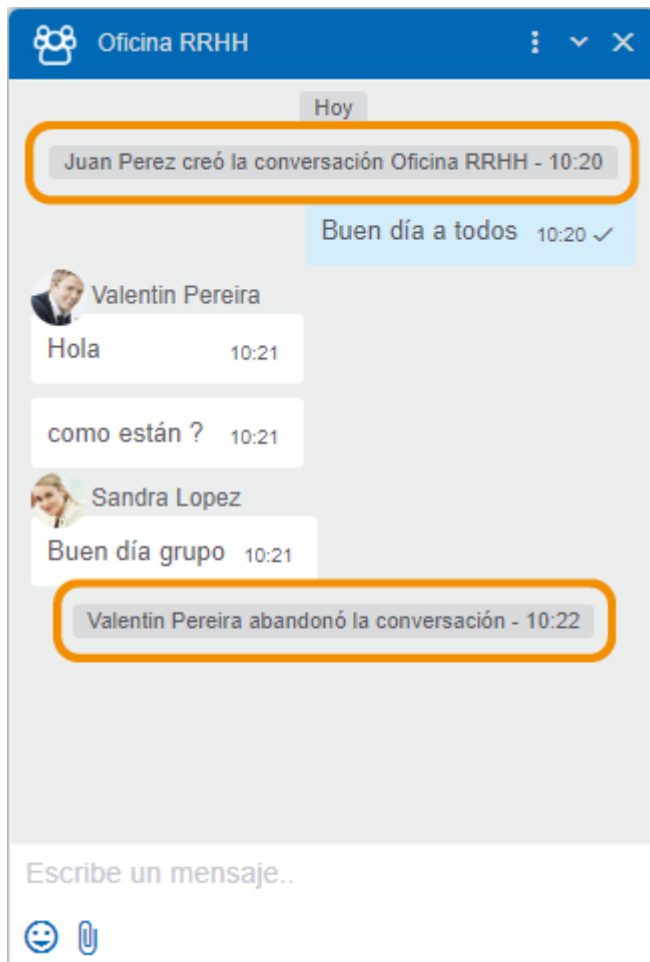 Oficina RRHH
Hoy
Juan Perez creó la conversación Oficina RRHH - 10:20
Buen día a todos 10:20
Valentin Pereira
Hola 10:21
como están ? 10:21
Sandra Lopez
Buen día grupo 10:21
Valentin Pereira abandonó la conversación - 10:22
Escribe un mensaje..